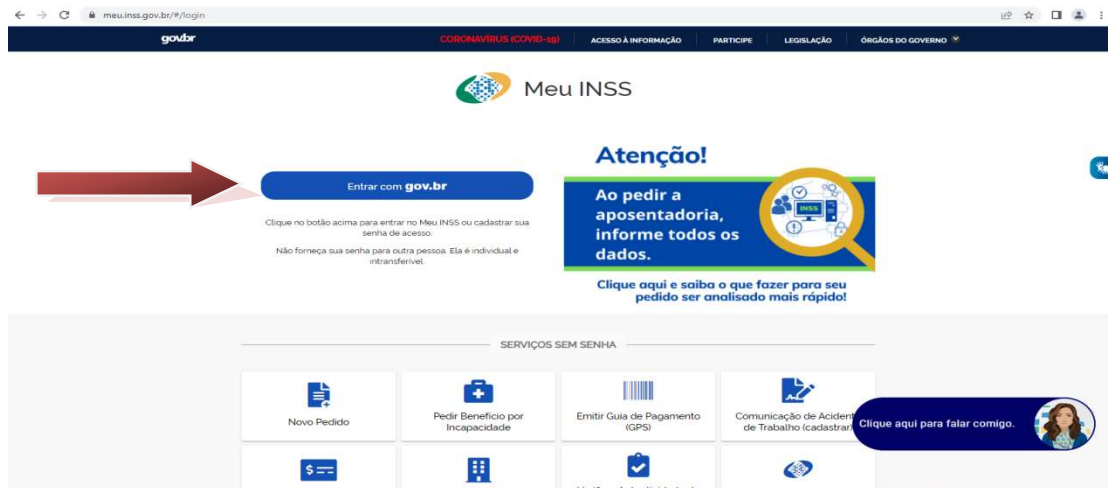 meu.inss.gov.br/#/login
gov.br
CORONAVÍRUS (COVID-19)
ACESSO À INFORMAÇÃO
PARTICIPE
LEGISLAÇÃO
ÓRGÃOS DO GOVERNO
Meu INSS
Entrar com gov.br
Clique no botão acima para entrar no Meu INSS ou cadastrar sua
senha de acesso.
Não forneça sua senha para outra pessoa. Ela é individual e
intransferível.
Atenção!
Ao pedir a
aposentadoria,
informe todos os
dados.
INSS
Clique aqui e saiba o que fazer para seu
pedido ser analisado mais rápido!
SERVIÇOS SEM SENHA
Novo Pedido
Pedir Benefício por
Incapacidade
Emitir Guia de Pagamento
(GPS)
Comunicação de Acident
de Trabalho (cadastrar)
Clique aqui para falar comigo.